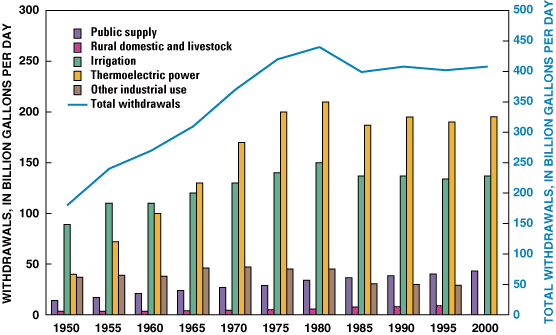 WITHDRAWALS, IN BILLION GALLONS PER DAY
300
250
200
150
100
50
0
Public supply
Rural domestic and livestock
Irrigation
Thermoelectric power
Other industrial use
Total withdrawals
500
450
400
350
300
250
200
150
100
50
0
TOTAL WITHDRAWALS, IN BILLION GALLONS PER DAY
1950 1955 1960 1965 1970 1975 1980 1985 1990 1995 2000